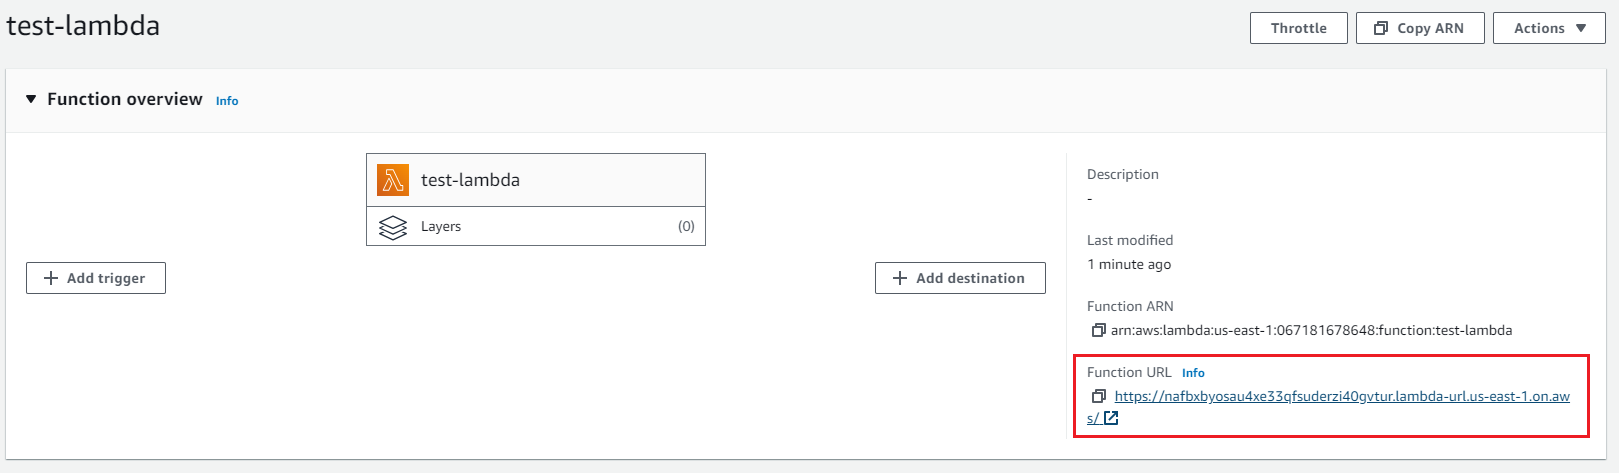 test-lambda
Throttle
Copy ARN
Actions
Function overview Info
test-lambda
Layers (0)
Add trigger
Add destination
Description
-
Last modified
1 minute ago
Function ARN
arn:aws:lambda:us-east-1:067181678648:function:test-lambda
Function URL Info
https://nafbxbyosau4xe33qfsuderzi40gvtur.lambda-url.us-east-1.on.aw
s/